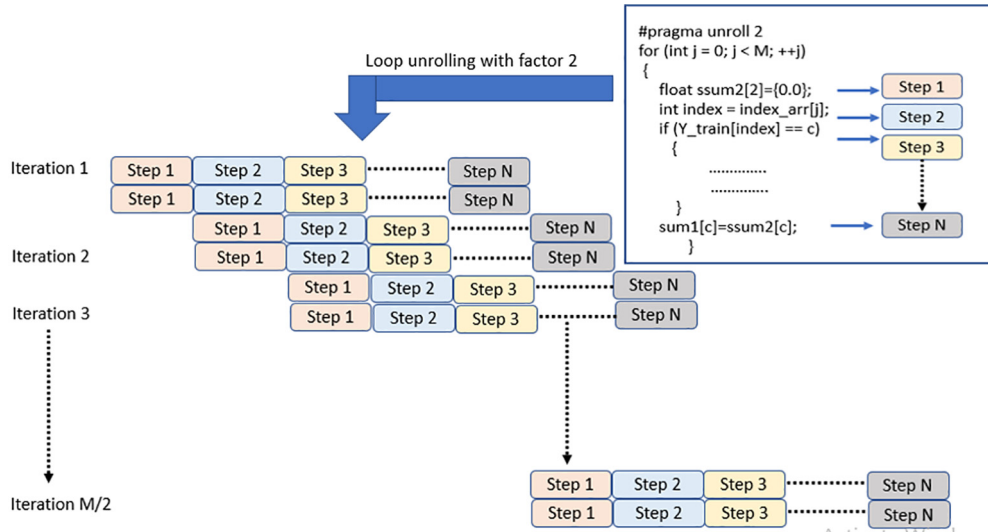 #pragma unroll 2
for (int j = 0; j < M; ++j)
{
float ssum2[2]={0.0}; Step 1
int index = index_arr[j]; Step 2
if (Y_train[index] == c) Step 3
{
..............
..............
}
sum1[c]=ssum2[c]; Step N
}
Loop unrolling with factor 2
Iteration 1 Step 1 Step 2 Step 3 Step N
Step 1 Step 2 Step 3 Step N
Step 1 Step 2 Step 3 Step N
Iteration 2 Step 1 Step 2 Step 3 Step N
Step 1 Step 2 Step 3 Step N
Iteration 3 Step 1 Step 2 Step 3 Step N
Step 1 Step 2 Step 3 Step N
Iteration M/2 Step 1 Step 2 Step 3 Step N